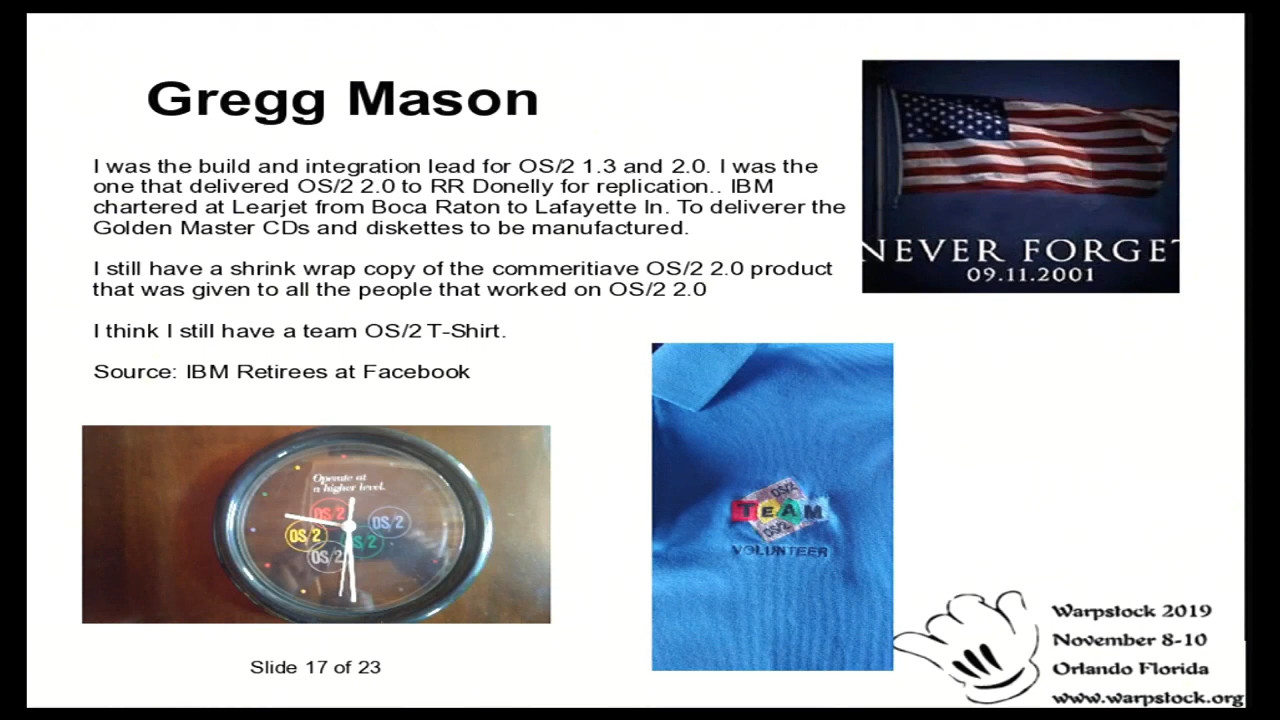 Gregg Mason
I was the build and integration lead for OS/2 1.3 and 2.0. I was the
one that delivered OS/2 2.0 to RR Donelly for replication.. IBM
chartered at Learjet from Boca Raton to Lafayette In. To deliverer the
Golden Master CDs and diskettes to be manufactured.
I still have a shrink wrap copy of the commeritiave OS/2 2.0 product
that was given to all the people that worked on OS/2 2.0
I think I still have a team OS/2 T-Shirt.
Source: IBM Retirees at Facebook
NEVER FORGET
09.11.2001
Operate at
a higher level.
OS/2
OS/2
OS/2
OS/2
OS/2
OS/2
TEAM
OS/2
VOLUNTEER
Slide 17 of 23
Warpstock 2019
November 8-10
Orlando Florida
www.warpstock.org